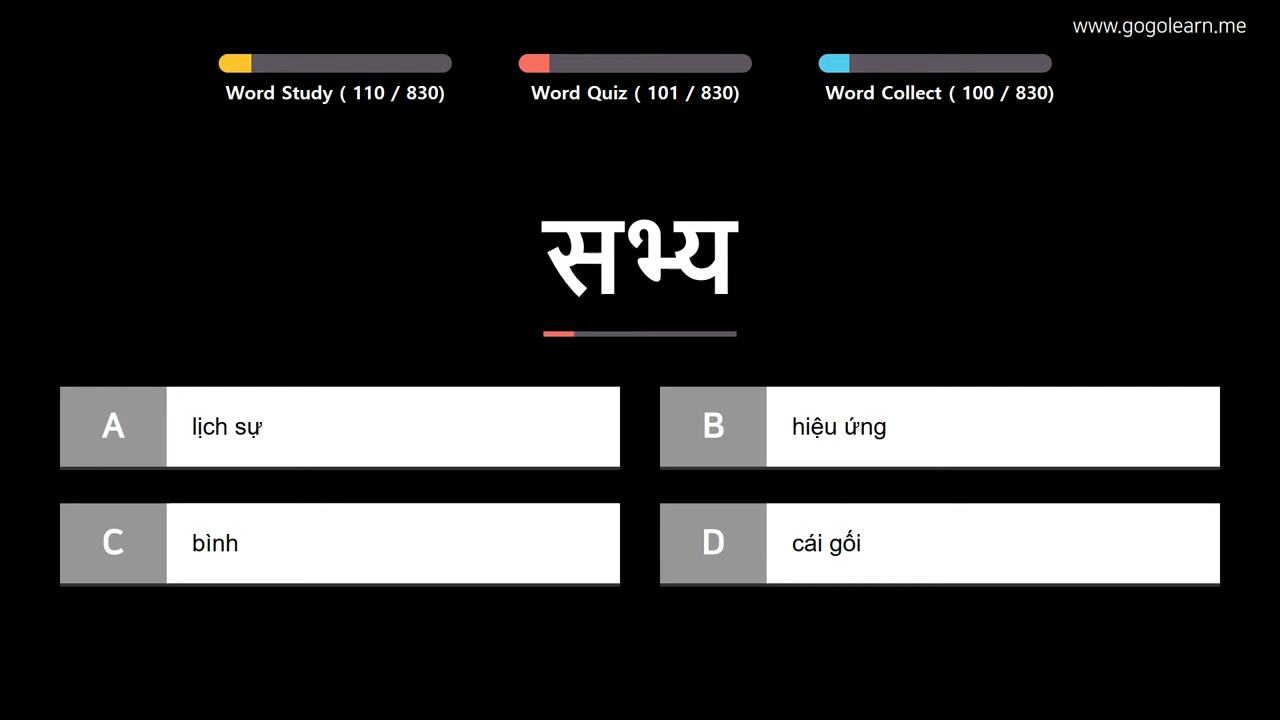 www.gogolearn.me
Word Study ( 110 / 830)
Word Quiz ( 101 / 830)
Word Collect ( 100 / 830)
सभ्य
A lịch sự
B hiệu ứng
C bình
D cái gối